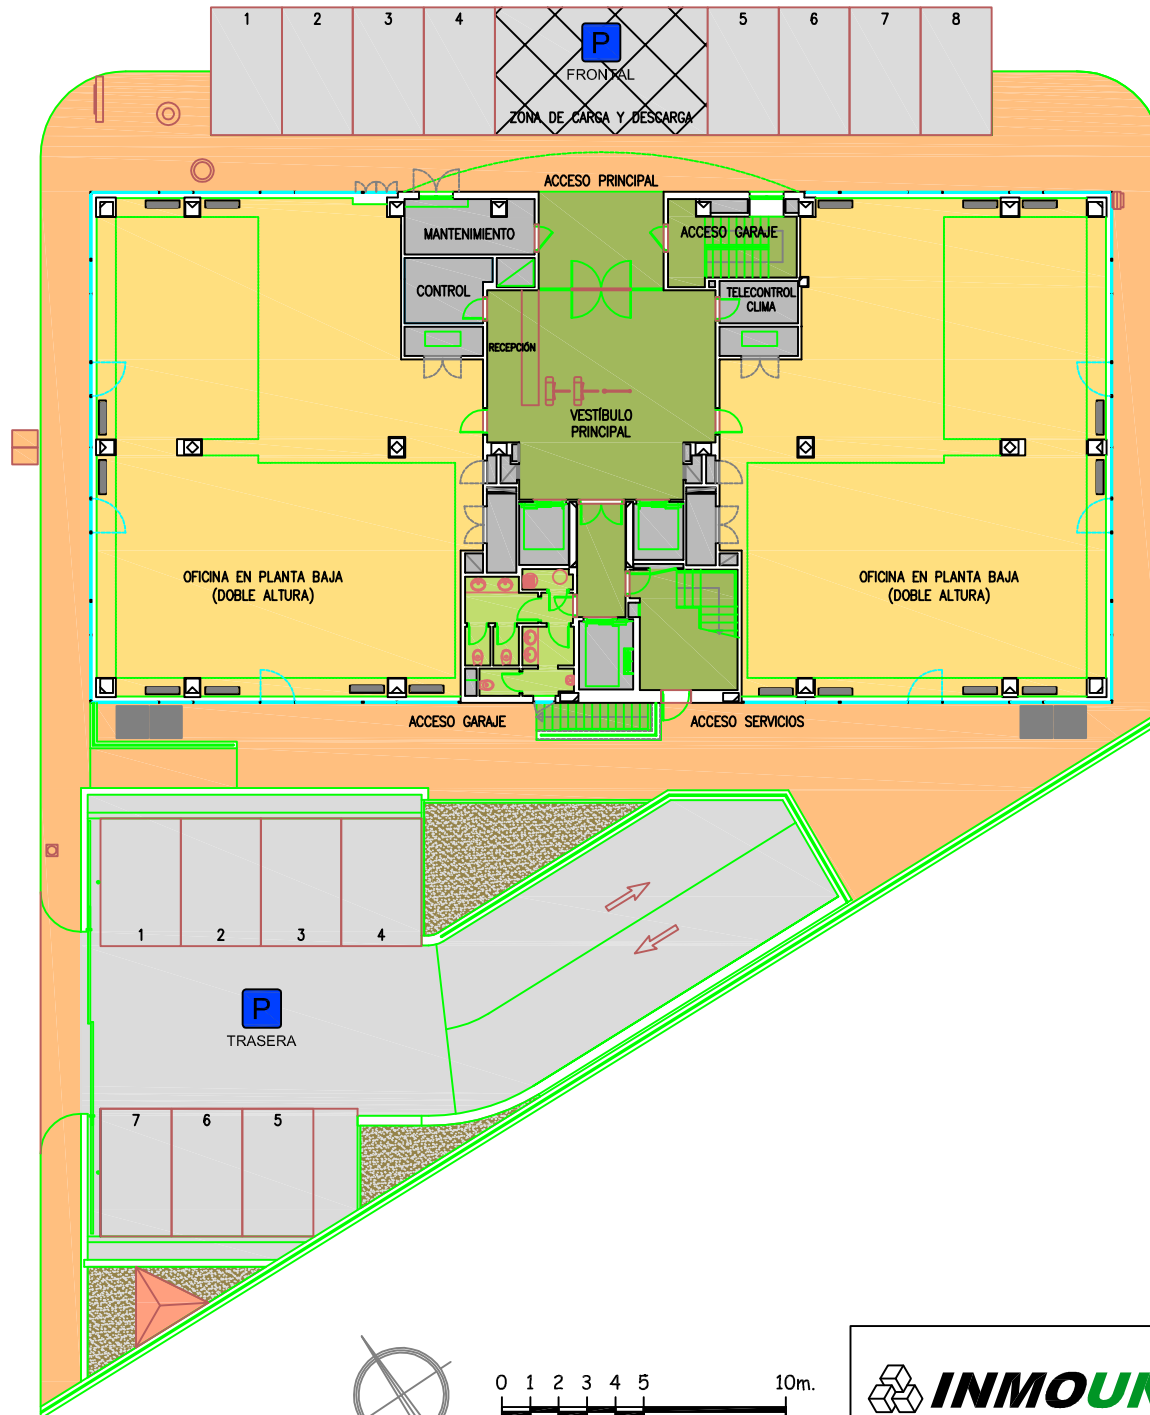 1 2 3 4 5 6 7 8
P
FRONTAL
ZONA DE CARGA Y DESCARGA
ACCESO PRINCIPAL
MANTENIMIENTO
ACCESO GARAJE
CONTROL
TELECONTROL
CLIMA
RECEPCIÓN
VESTÍBULO
PRINCIPAL
OFICINA EN PLANTA BAJA
(DOBLE ALTURA)
OFICINA EN PLANTA BAJA
(DOBLE ALTURA)
ACCESO GARAJE
ACCESO SERVICIOS
1 2 3 4
P
TRASERA
7 6 5
0 1 2 3 4 5 10m.
INMOUN